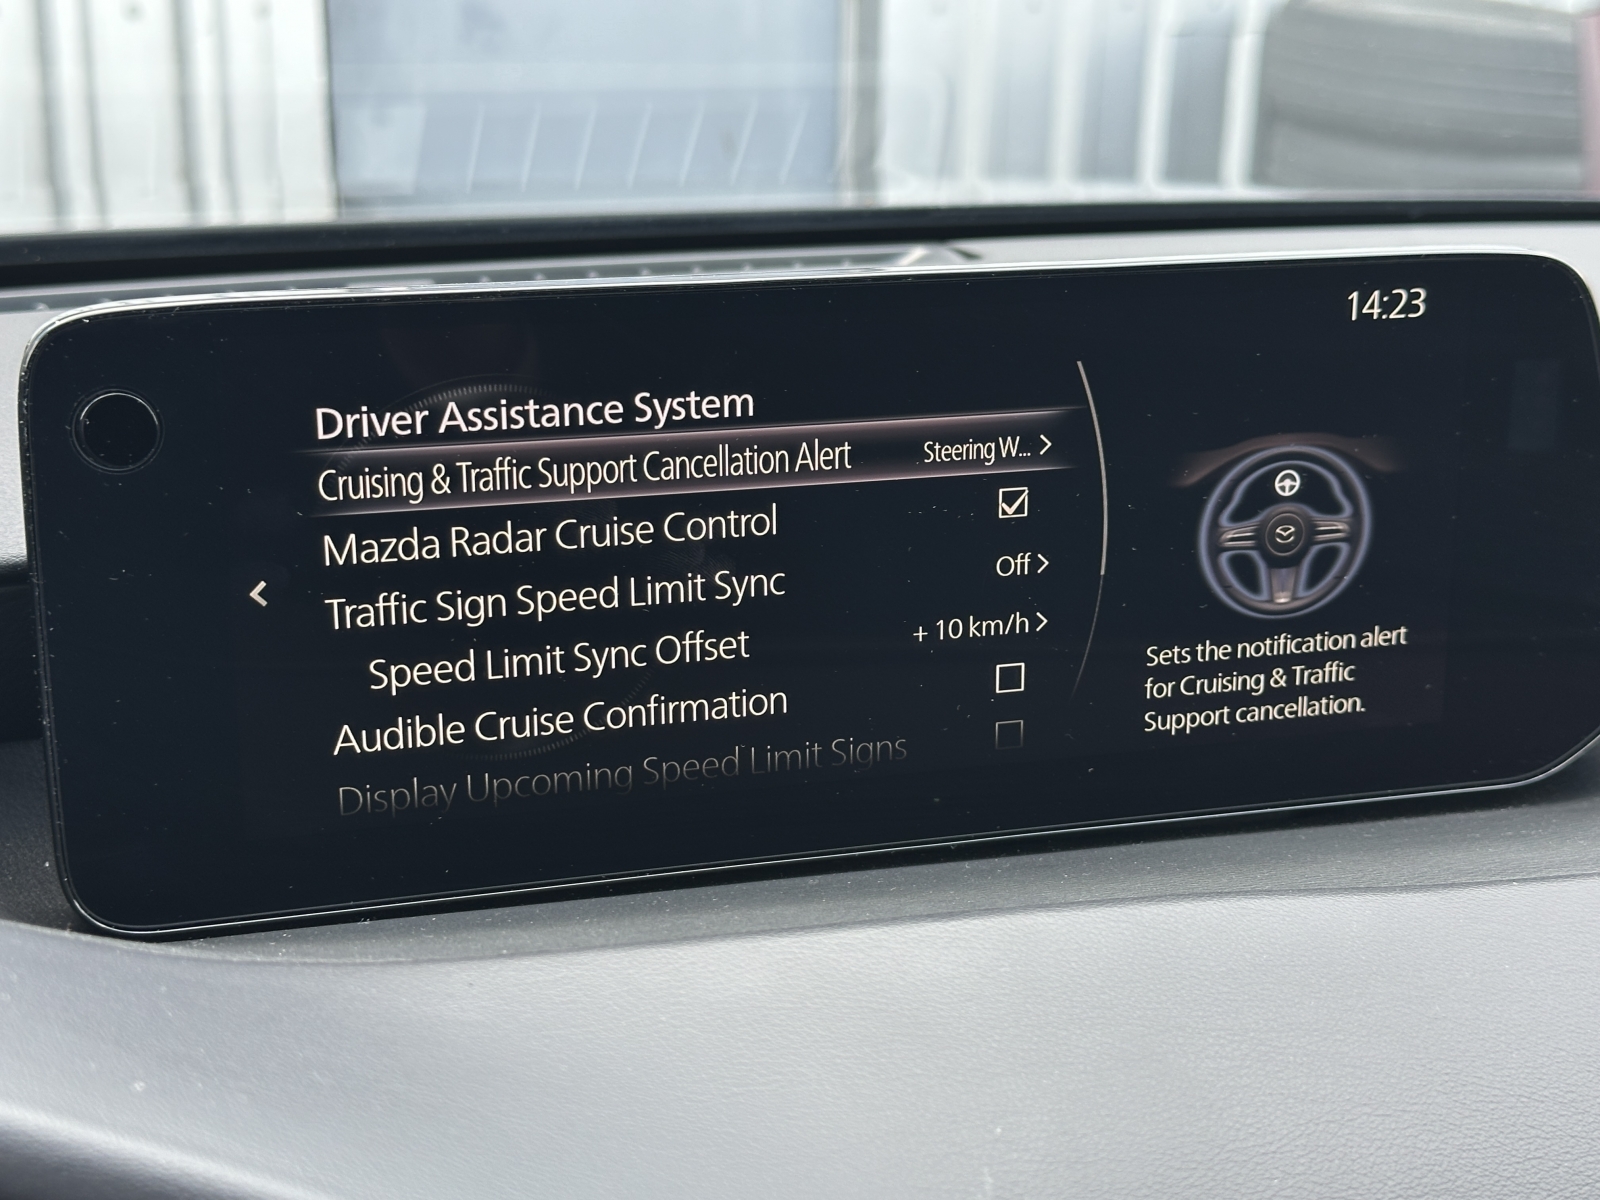 14:23
Driver Assistance System
Cruising & Traffic Support Cancellation Alert Steering W... >
Mazda Radar Cruise Control
Traffic Sign Speed Limit Sync Off >
Speed Limit Sync Offset + 10 km/h >
Audible Cruise Confirmation
Display Upcoming Speed Limit Signs
Sets the notification alert
for Cruising & Traffic
Support cancellation.